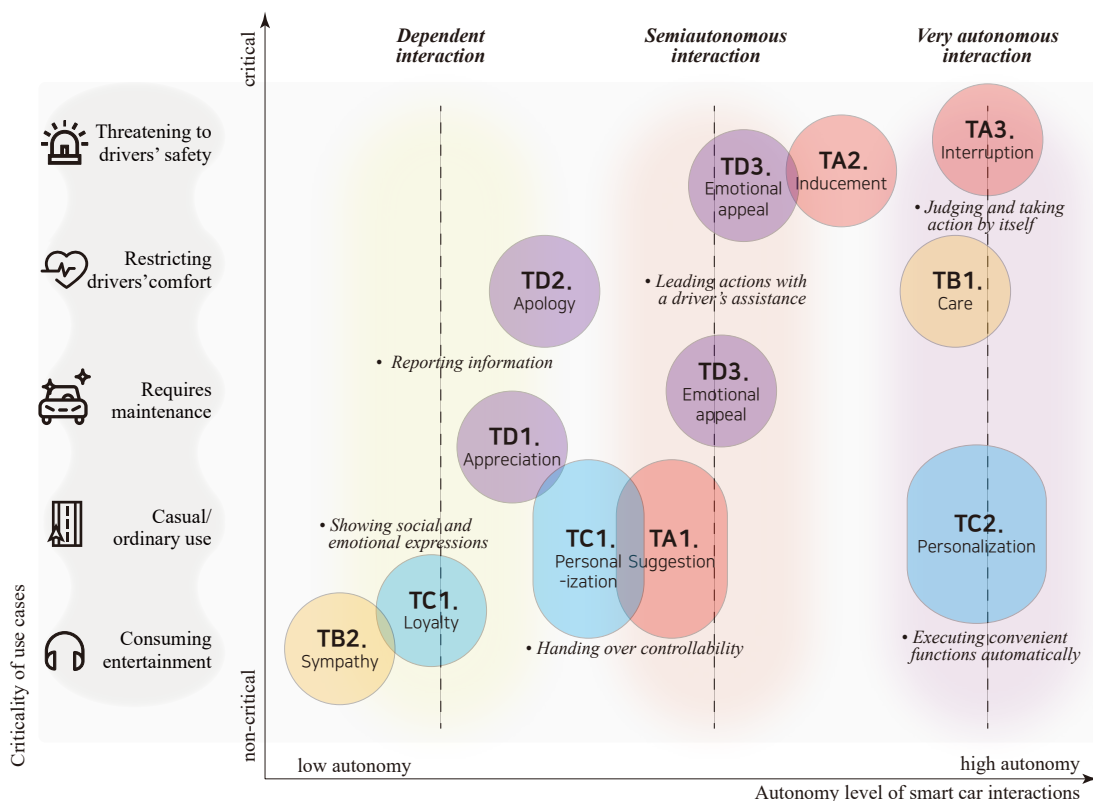 critical
Dependent
interaction
Semiautonomous
interaction
Very autonomous
interaction
Threatening to
drivers' safety
TD3.
Emotional
appeal
TA2.
Inducement
TA3.
Interruption
• Judging and taking
action by itself
Restricting
drivers'comfort
TD2.
Apology
• Leading actions with
a driver's assistance
TB1.
Care
• Reporting information
Requires
maintenance
TD3.
Emotional
appeal
TD1.
Appreciation
Casual/
ordinary use
• Showing social and
emotional expressions
TC1.
Personal
-ization
TA1.
Suggestion
TC2.
Personalization
TC1.
Loyalty
Consuming
entertainment
TB2.
Sympathy
• Handing over controllability
• Executing convenient
functions automatically
Criticality of use cases
non-critical
low autonomy
high autonomy
Autonomy level of smart car interactions